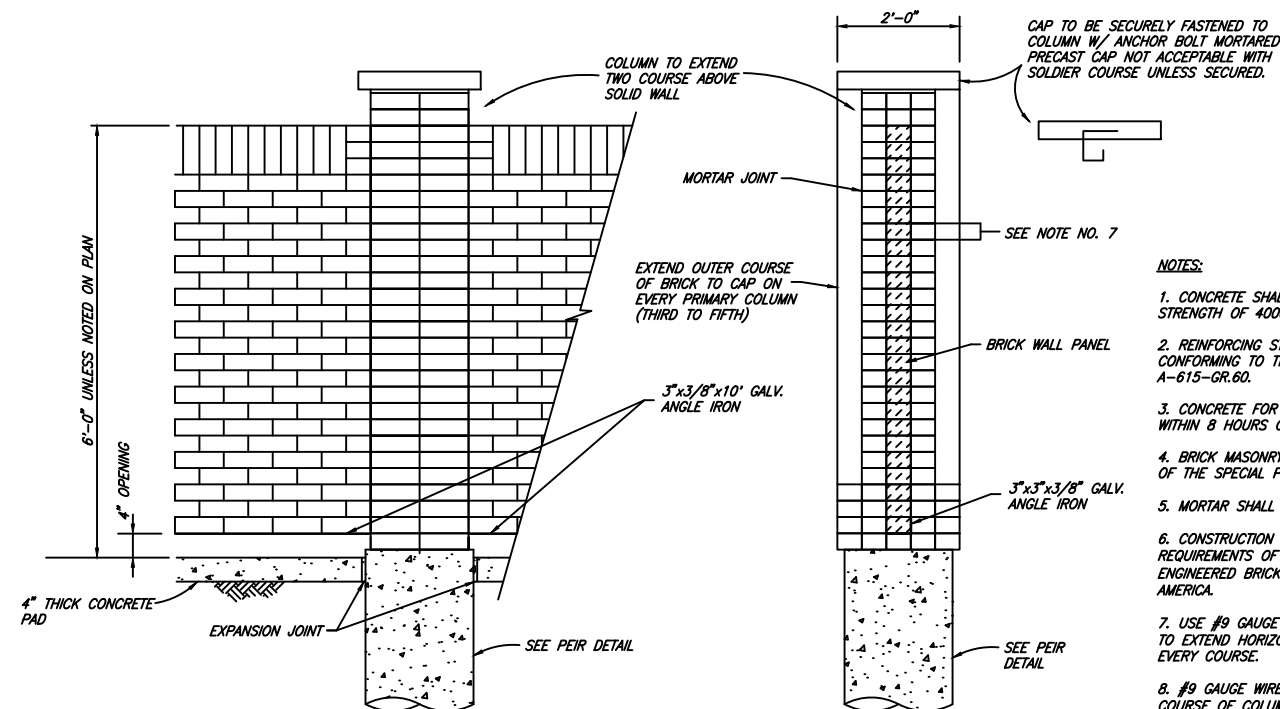 2'-0"
CAP TO BE SECURELY FASTENED TO
COLUMN W/ ANCHOR BOLT MORTARED
PRECAST CAP NOT ACCEPTABLE WITH
SOLDIER COURSE UNLESS SECURED.
COLUMN TO EXTEND
TWO COURSE ABOVE
SOLID WALL
MORTAR JOINT
SEE NOTE NO. 7
EXTEND OUTER COURSE
OF BRICK TO CAP ON
EVERY PRIMARY COLUMN
(THIRD TO FIFTH)
BRICK WALL PANEL
6'-0" UNLESS NOTED ON PLAN
4" OPENING
3"x3/8"x10' GALV.
ANGLE IRON
3"x3"x3/8" GALV.
ANGLE IRON
4" THICK CONCRETE
PAD
EXPANSION JOINT
SEE PEIR DETAIL
SEE PEIR
DETAIL
NOTES:
1. CONCRETE
STRENGTH OF
2. REINFORCING
CONFORMING TO
A-615-GR.60.
3. CONCRETE FOR
WITHIN 8 HOURS
4. BRICK MASONRY
OF THE SPECIAL
5. MORTAR SHALL
6. CONSTRUCTION
REQUIREMENTS OF
ENGINEERED BRICK
AMERICA.
7. USE #9 GAUGE
TO EXTEND
EVERY COURSE.
8. #9 GAUGE WIRE
COURSE OF